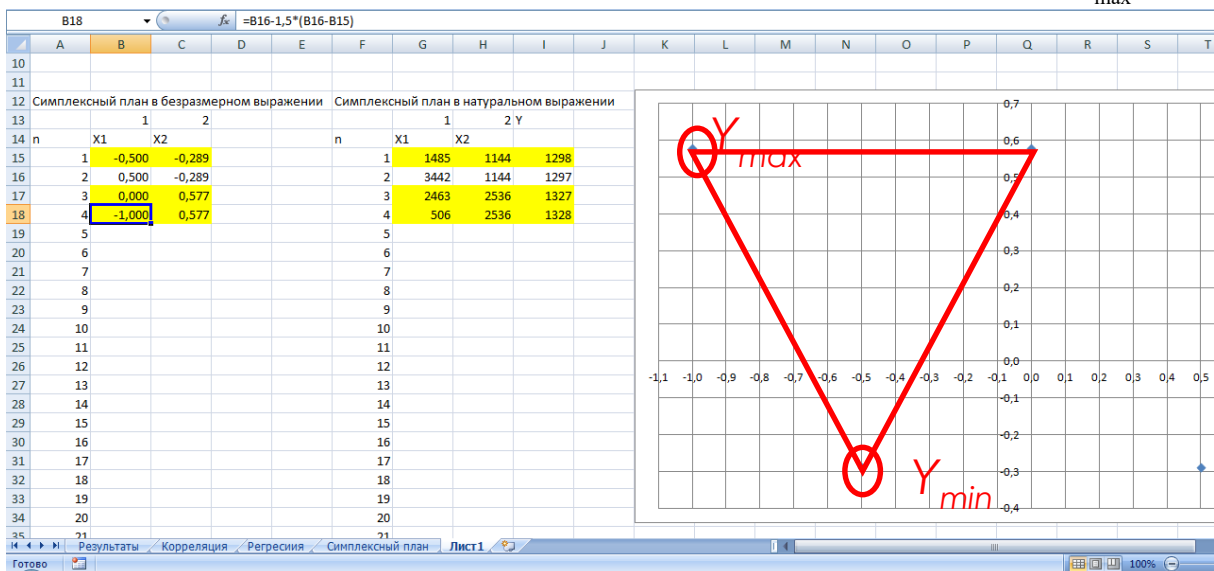 max
B18 fx =B16-1,5*(B16-B15)
A B C D E F G H I J K L M N O P Q R S T
10
11
12 Симплексный план в безразмерном выражении Симплексный план в натуральном выражении
13 1 2 1 2 Y
14 n X1 X2 n X1 X2
15 1 -0,500 -0,289 1 1485 1144 1298
16 2 0,500 -0,289 2 3442 1144 1297
17 3 0,000 0,577 3 2463 2536 1327
18 4 -1,000 0,577 4 506 2536 1328
19 5 5
20 6 6
21 7 7
22 8 8
23 9 9
24 10 10
25 11 11
26 12 12
27 13 13
28 14 14
29 15 15
30 16 16
31 17 17
32 18 18
33 19 19
34 20 20
35 21 21
0,7
0,6
0,5
0,4
0,3
0,2
0,1
0,0
-1,1 -1,0 -0,9 -0,8 -0,7 -0,6 -0,5 -0,4 -0,3 -0,2 -0,1 0,0 0,1 0,2 0,3 0,4 0,5
-0,1
-0,2
-0,3
-0,4
Ymax
Ymin
Результаты Корреляция Регресиия Симплексный план Лист1
Готово 100%